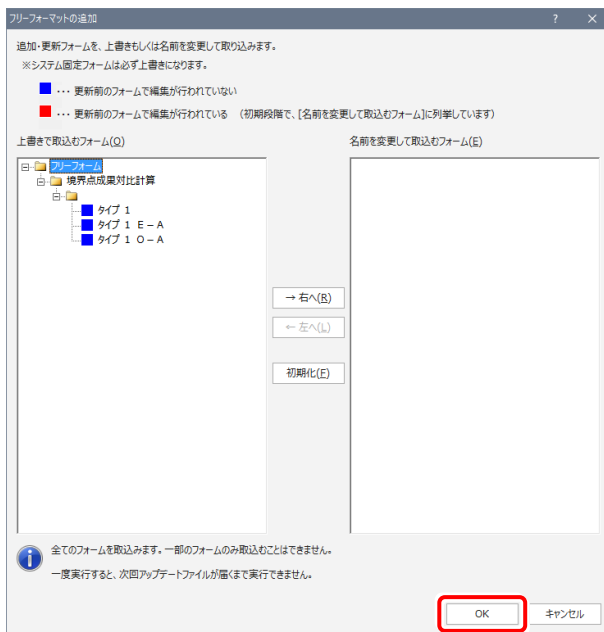 フリーフォーマットの追加
? ×
追加・更新フォームを、上書きもしくは名前を変更して取込みます。
※システム固定フォームは必ず上書きになります。
・・・ 更新前のフォームで編集が行われていない
・・・ 更新前のフォームで編集が行われている （初期段階で、[名前を変更して取込むフォーム]に列挙しています）
上書きで取込むフォーム(O)
名前を変更して取込むフォーム(E)
フリーフォーム
境界点成果対比計算
タイプ 1
タイプ 1 E－A
タイプ 1 O－A
→ 右へ(R)
← 左へ(L)
初期化(F)
全てのフォームを取込みます。一部のフォームのみ取込むことはできません。
一度実行すると、次回アップデートファイルが届くまで実行できません。
OK
キャンセル